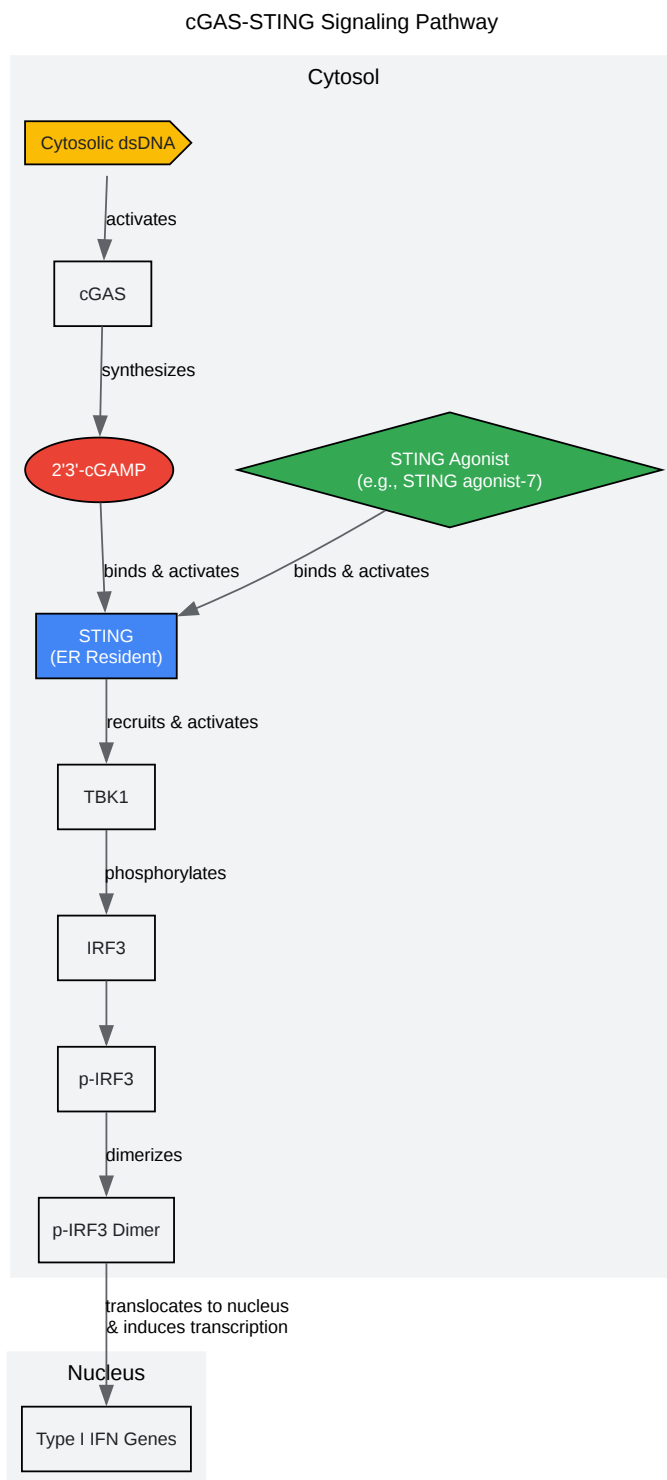 cGAS-STING Signaling Pathway
Cytosol
Cytosolic dsDNA
activates
cGAS
synthesizes
2'3'-cGAMP
STING Agonist
(e.g., STING agonist-7)
binds & activates
binds & activates
STING
(ER Resident)
recruits & activates
TBK1
phosphorylates
IRF3
p-IRF3
dimerizes
p-IRF3 Dimer
translocates to nucleus
& induces transcription
Nucleus
Type I IFN Genes